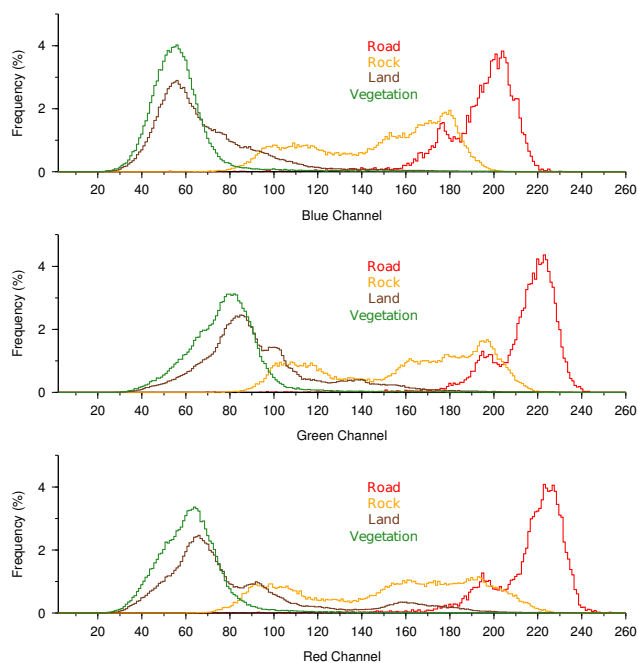 Frequency (%)
4
2
0
Road
Rock
Land
Vegetation
20 40 60 80 100 120 140 160 180 200 220 240 260
Blue Channel
Frequency (%)
4
2
0
Road
Rock
Land
Vegetation
20 40 60 80 100 120 140 160 180 200 220 240 260
Green Channel
Frequency (%)
4
2
0
Road
Rock
Land
Vegetation
20 40 60 80 100 120 140 160 180 200 220 240 260
Red Channel